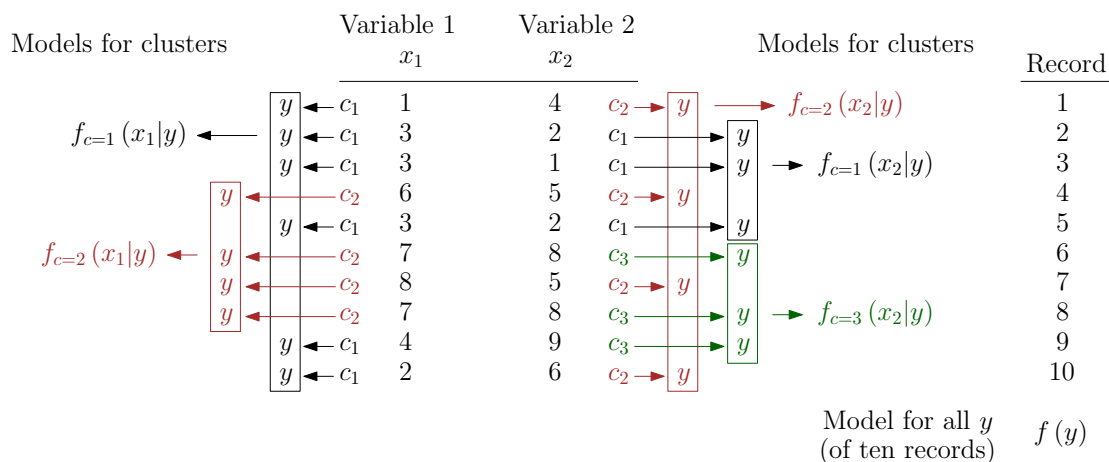 Variable 1 Variable 2
Models for clusters Models for clusters
x₁ x₂ Record
y c₁ 1 4 c₂ y f_{c=2}(x₂|y) 1
f_{c=1}(x₁|y) y c₁ 3 2 c₁ y 2
y c₁ 3 1 c₁ y f_{c=1}(x₂|y) 3
y c₂ 6 5 c₂ y 4
y c₁ 3 2 c₁ y 5
f_{c=2}(x₁|y) y c₂ 7 8 c₃ y 6
y c₂ 8 5 c₂ y 7
y c₂ 7 8 c₃ y f_{c=3}(x₂|y) 8
y c₁ 4 9 c₃ y 9
y c₁ 2 6 c₂ y 10
Model for all y f(y)
(of ten records)